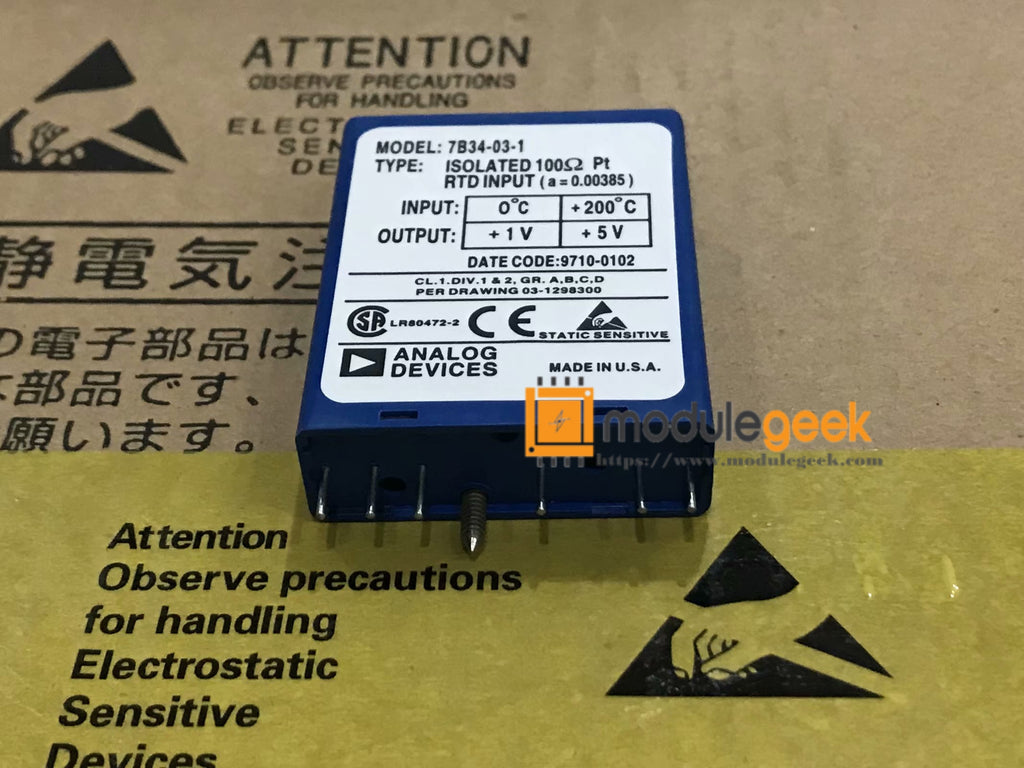 ATTENTION
OBSERVE PRECAUTIONS
FOR HANDLING
ELECT
SEN
DE
静電気注
の電子部品は
部品です、
願います。
MODEL: 7B34-03-1
TYPE: ISOLATED 100Ω Pt
RTD INPUT (a = 0.00385)
INPUT: 0°C +200°C
OUTPUT: +1 V +5 V
DATE CODE:9710-0102
CL.1.DIV.1 & 2, GR. A,B,C,D
PER DRAWING 03-1298300
SA LR80472-2 CE STATIC SENSITIVE
ANALOG
DEVICES
MADE IN U.S.A.
modulegeek
https://www.modulegeek.com
Attention
Observe precautions
for handling
Electrostatic
Sensitive
Devices